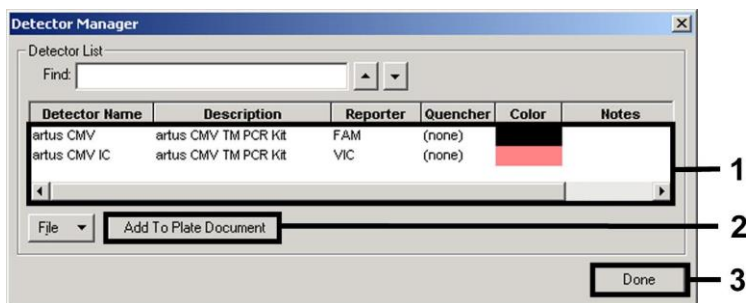 Detector Manager
Detector List
Find:
Detector Name Description Reporter Quencher Color Notes
artus CMV artus CMV TM PCR Kit FAM (none)
artus CMV IC artus CMV TM PCR Kit VIC (none)
1
File Add To Plate Document 2
Done 3